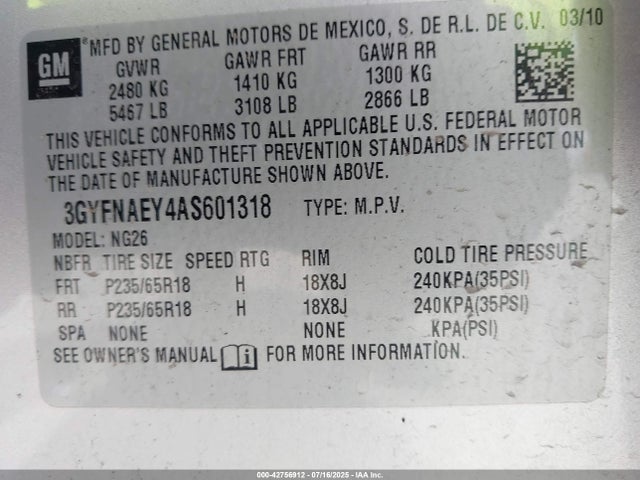 GM ® MFD BY GENERAL MOTORS DE MEXICO, S. DE R.L. DE C.V. 03/10
GVWR GAWR FRT GAWR RR
2480 KG 1410 KG 1300 KG
5467 LB 3108 LB 2866 LB
THIS VEHICLE CONFORMS TO ALL APPLICABLE U.S. FEDERAL MOTOR
VEHICLE SAFETY AND THEFT PREVENTION STANDARDS IN EFFECT ON
THE DATE OF MANUFACTURE SHOWN ABOVE.
3GYFNAEY4AS601318 TYPE: M.P.V.
MODEL: NG26
NBFR TIRE SIZE SPEED RTG RIM COLD TIRE PRESSURE
FRT P235/65R18 H 18X8J 240KPA(35PSI)
RR P235/65R18 H 18X8J 240KPA(35PSI)
SPA NONE NONE KPA(PSI)
SEE OWNER'S MANUAL i FOR MORE INFORMATION.
000-42756912 - 07/16/2025 - IAA Inc.